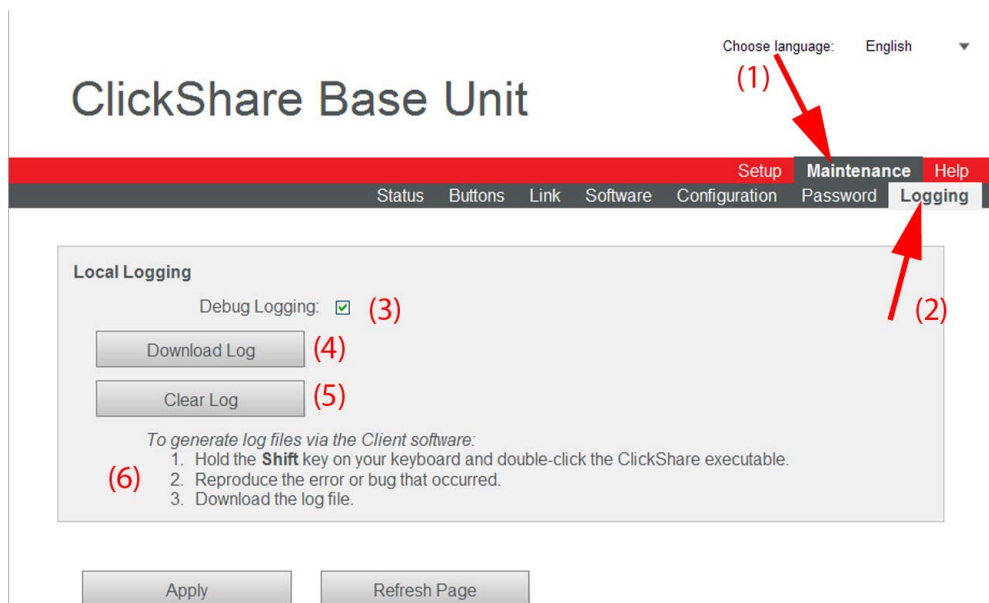 Choose language: English
(1)
ClickShare Base Unit
Setup Maintenance Help
Status Buttons Link Software Configuration Password Logging
Local Logging
Debug Logging: (3)
(2)
Download Log (4)
Clear Log (5)
To generate log files via the Client software:
1. Hold the Shift key on your keyboard and double-click the ClickShare executable.
(6) 2. Reproduce the error or bug that occurred.
3. Download the log file.
Apply Refresh Page